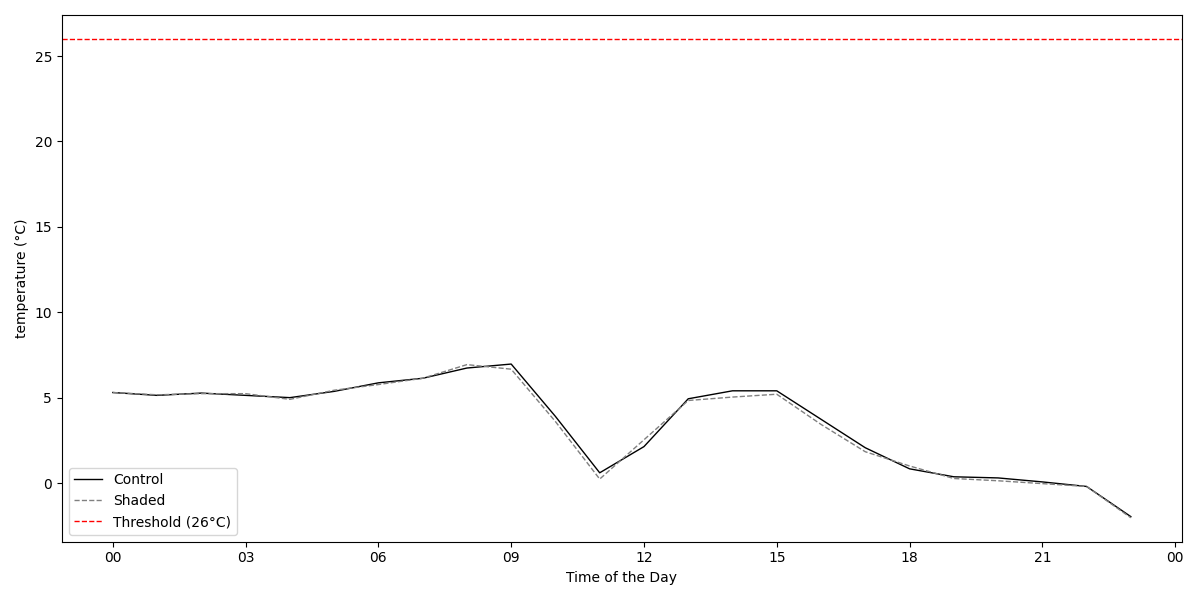 25
20
15
10
5
0
temperature (°C)
Control
Shaded
Threshold (26°C)
00 03 06 09 12 15 18 21 00
Time of the Day